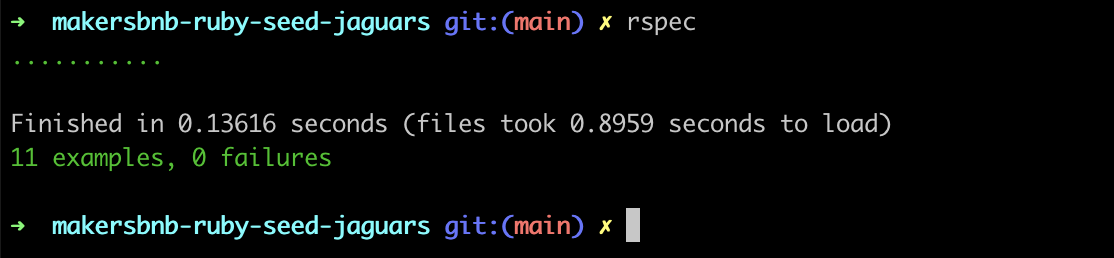 ➜  makersbnb-ruby-seed-jaguars git:(main) ✗ rspec
...........
Finished in 0.13616 seconds (files took 0.8959 seconds to load)
11 examples, 0 failures
➜  makersbnb-ruby-seed-jaguars git:(main) ✗